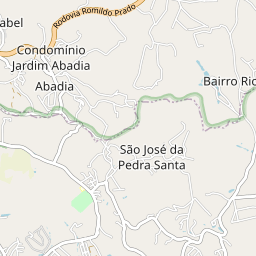 Rodovia Romildo Prado
abel
Condomínio
Jardim Abadia
Abadia
Bairro Ric
São José da
Pedra Santa